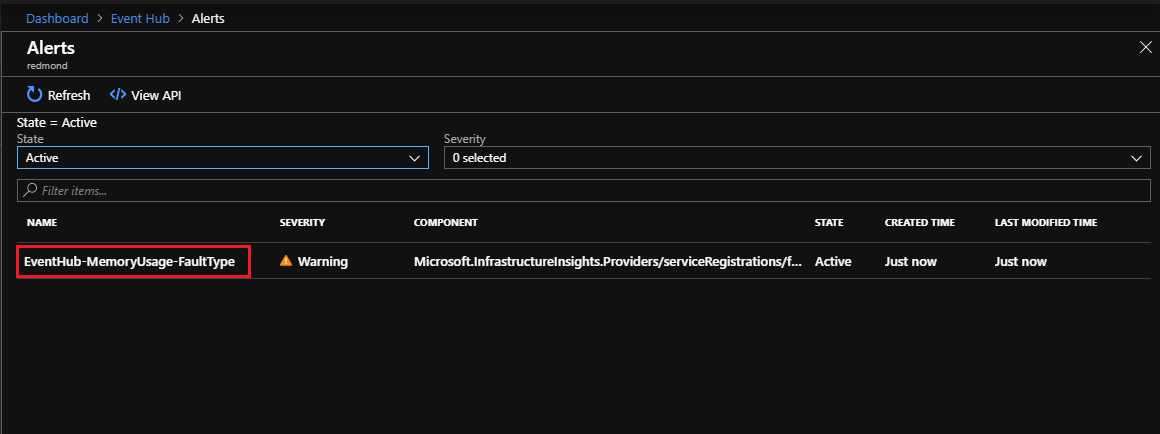 Dashboard > Event Hub > Alerts
Alerts
redmond
Refresh View API
State = Active
State Severity
Active 0 selected
Filter items...
NAME SEVERITY COMPONENT STATE CREATED TIME LAST MODIFIED TIME
EventHub-MemoryUsage-FaultType Warning Microsoft.InfrastructureInsights.Providers/serviceRegistrations/f... Active Just now Just now